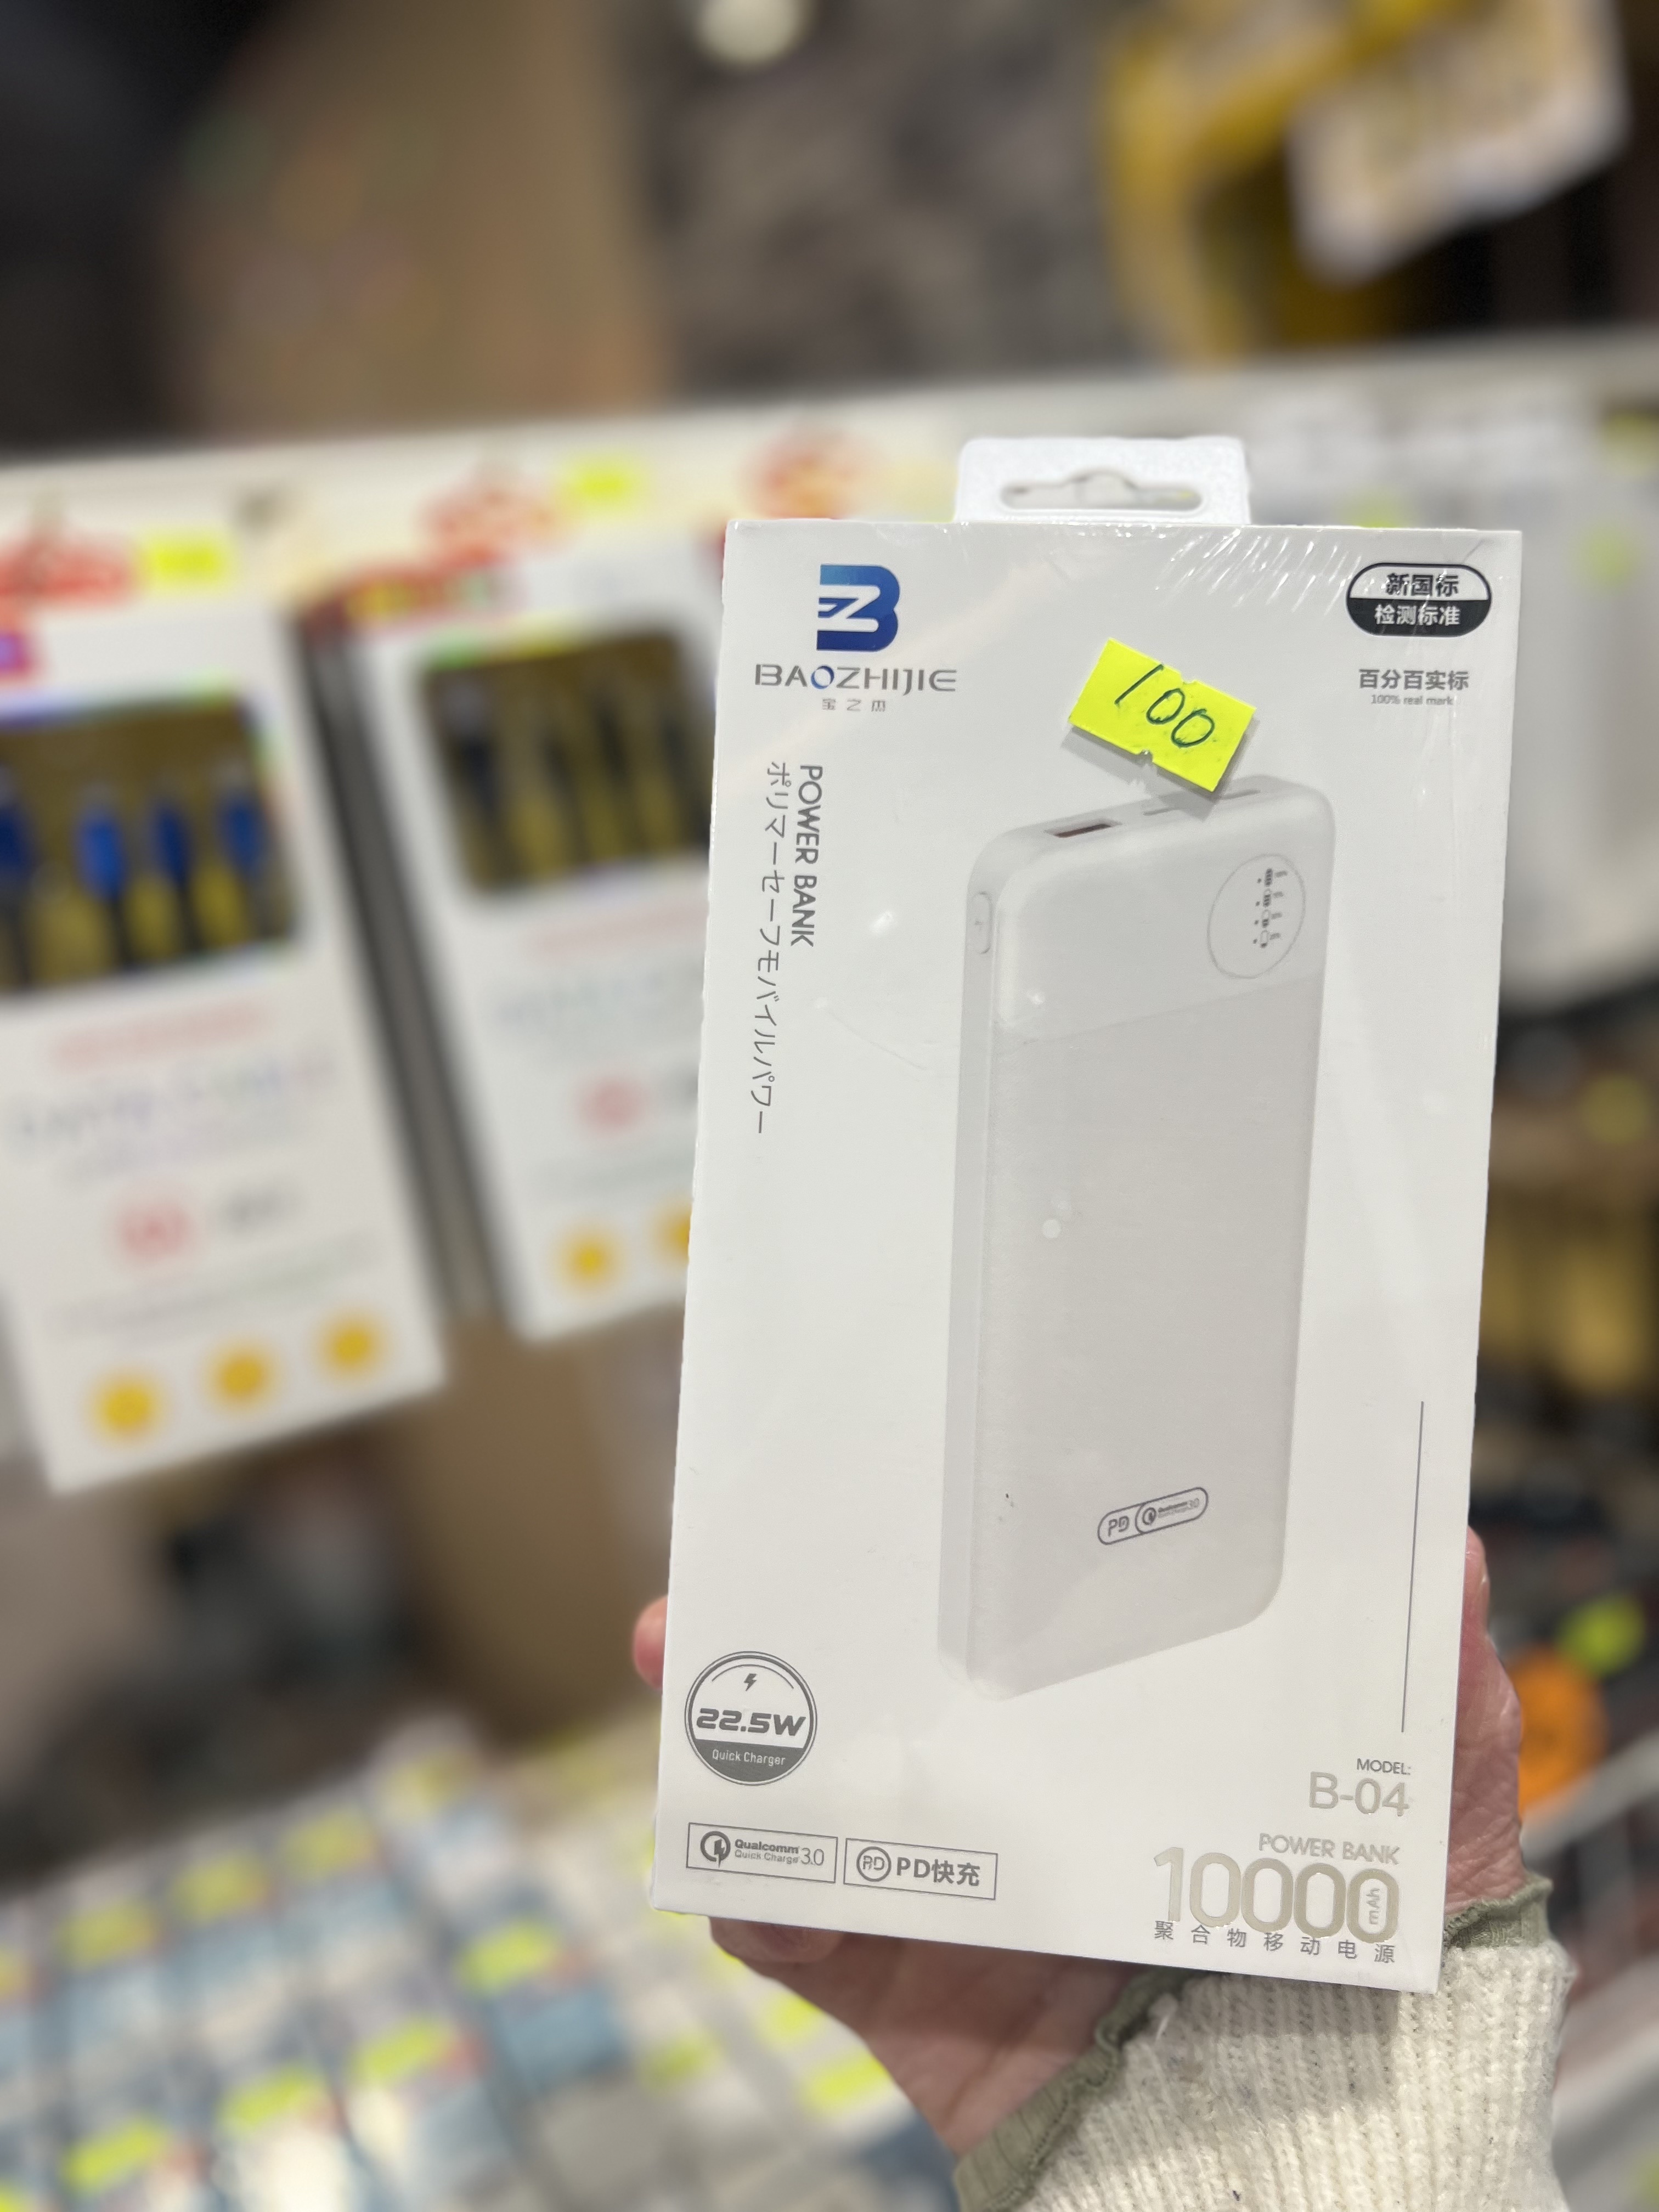 BAOZHIJIE
宝之杰
新国标
检测标准
百分百实标
100% real mark
100
POWER BANK
ポリマーセーフモバイルパワー
PD Qualcomm 3.0
22.5W
Quick Charger
Qualcomm
Quick Charge 3.0
PD PD快充
MODEL:
B-04
POWER BANK
10000 mAh
聚合物移动电源